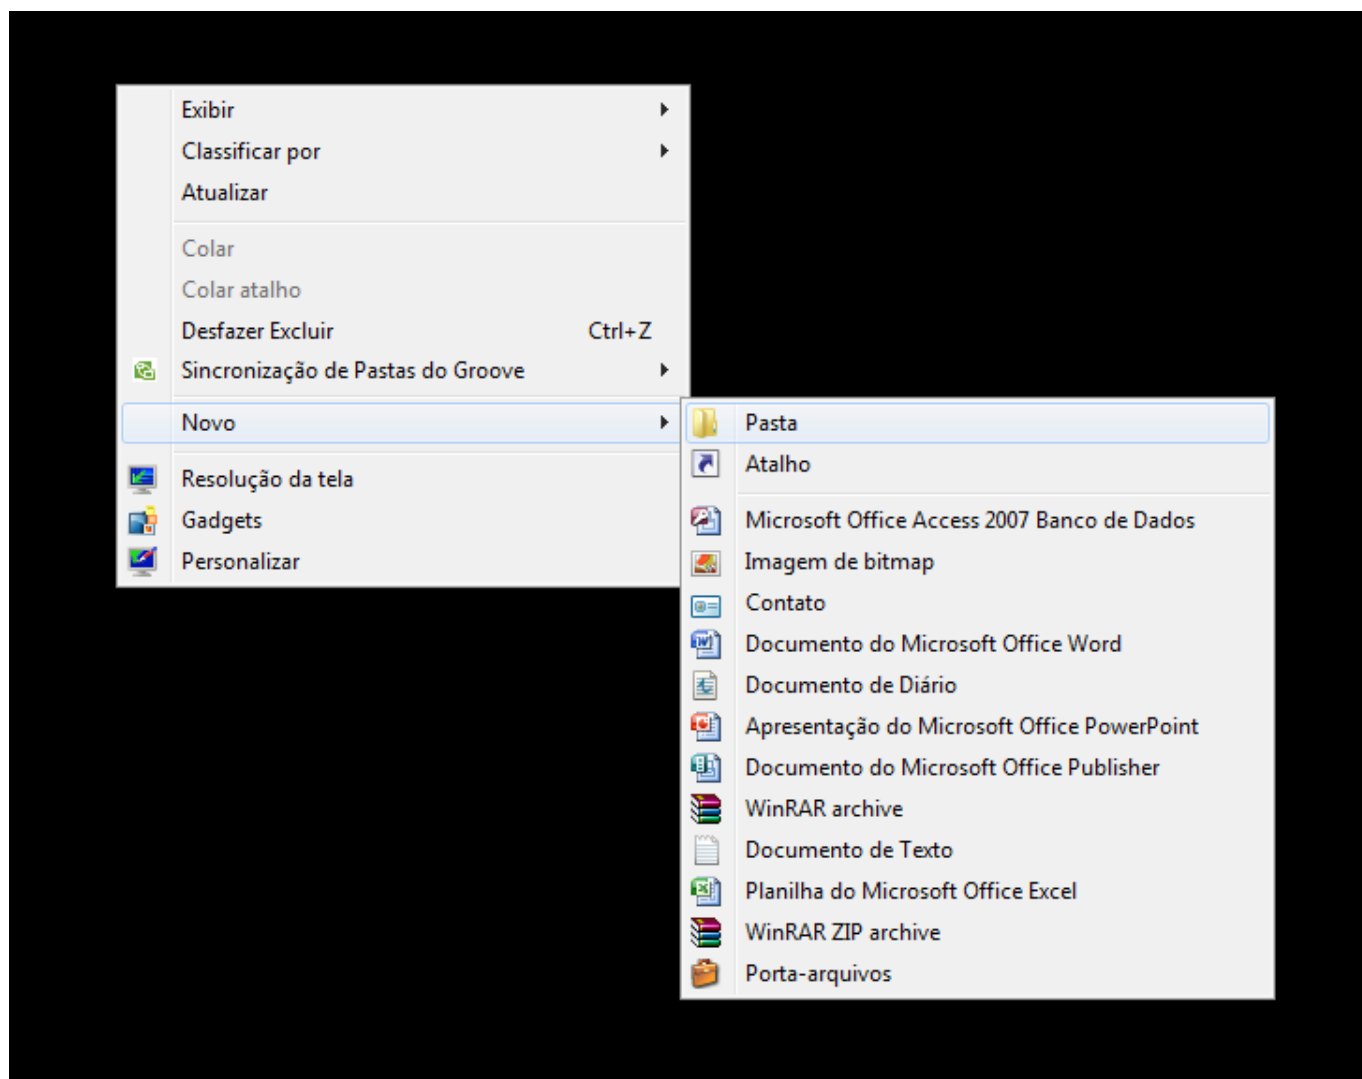 Exibir
Classificar por
Atualizar
Colar
Colar atalho
Desfazer Excluir Ctrl+Z
Sincronização de Pastas do Groove
Novo
Resolução da tela
Gadgets
Personalizar
Pasta
Atalho
Microsoft Office Access 2007 Banco de Dados
Imagem de bitmap
Contato
Documento do Microsoft Office Word
Documento de Diário
Apresentação do Microsoft Office PowerPoint
Documento do Microsoft Office Publisher
WinRAR archive
Documento de Texto
Planilha do Microsoft Office Excel
WinRAR ZIP archive
Porta-arquivos